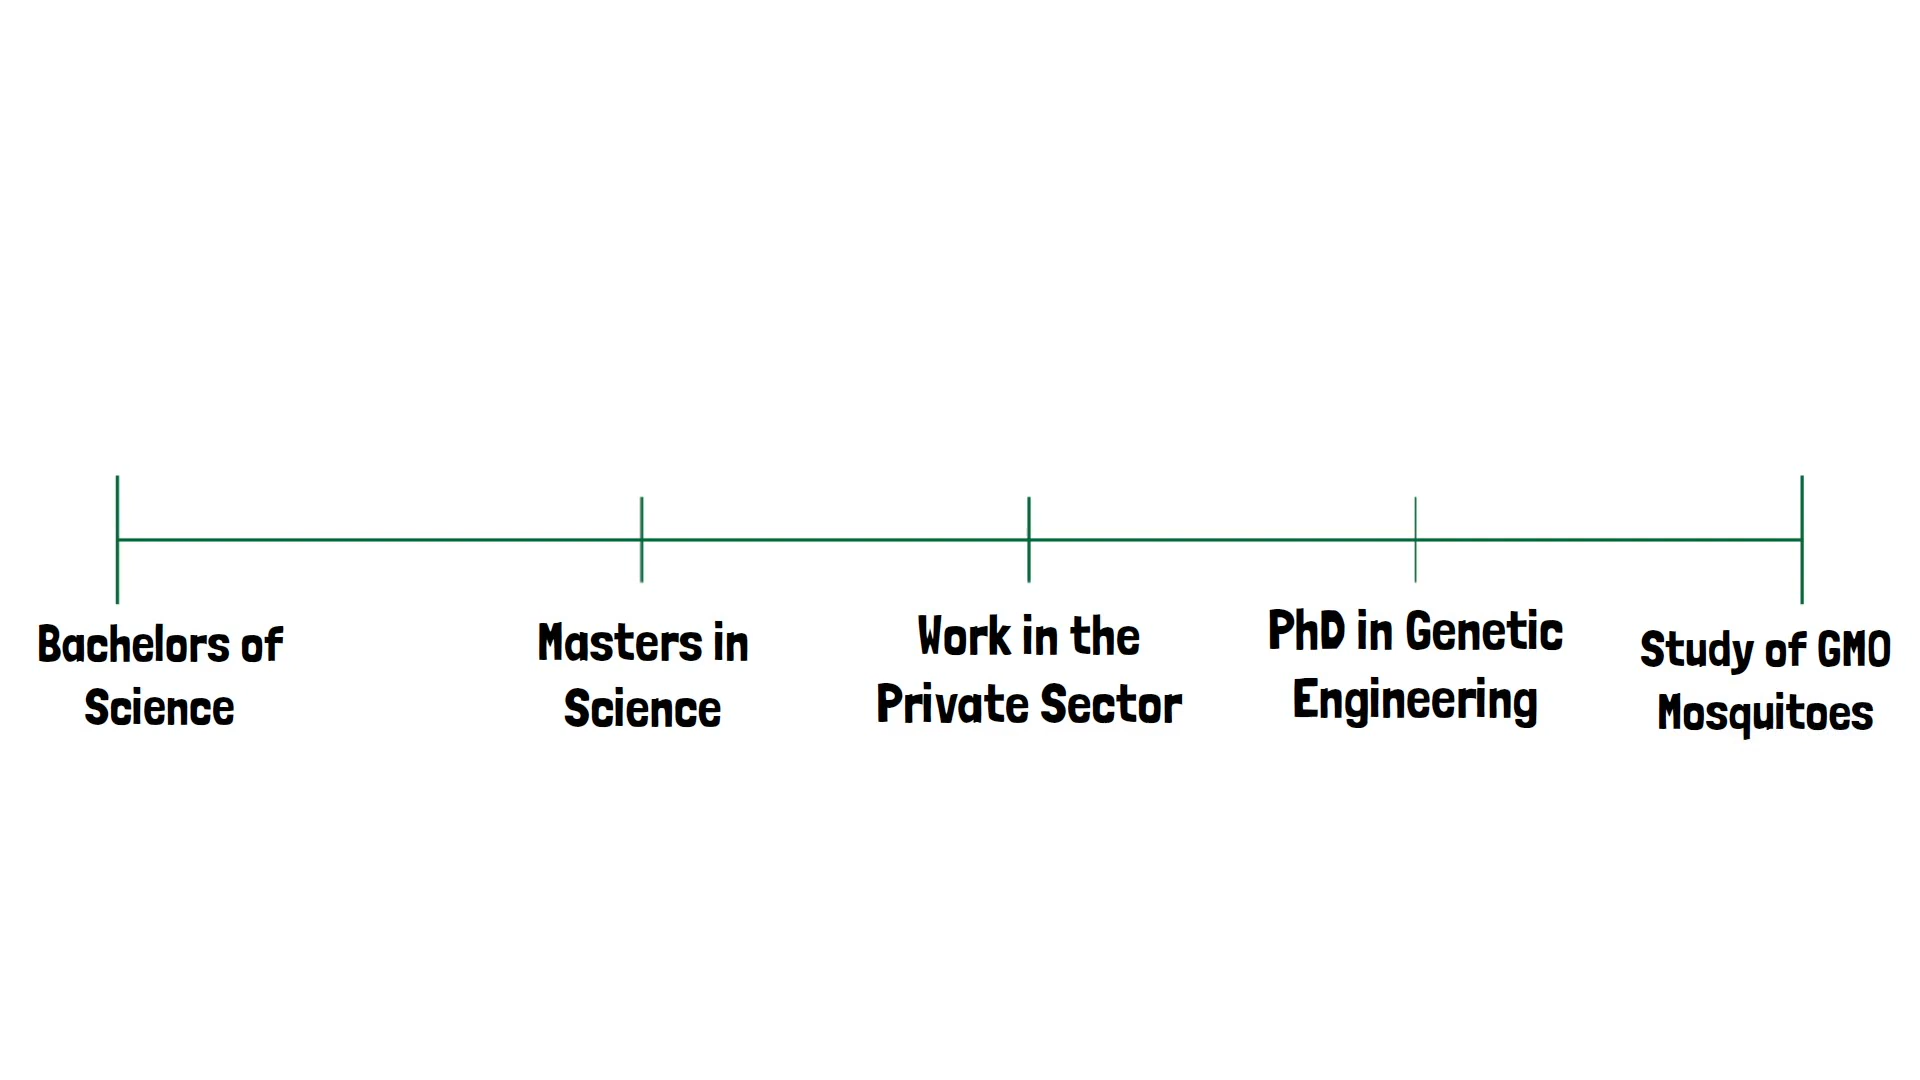 Bachelors of
Science
Masters in
Science
Work in the
Private Sector
PhD in Genetic
Engineering
Study of GMO
Mosquitoes